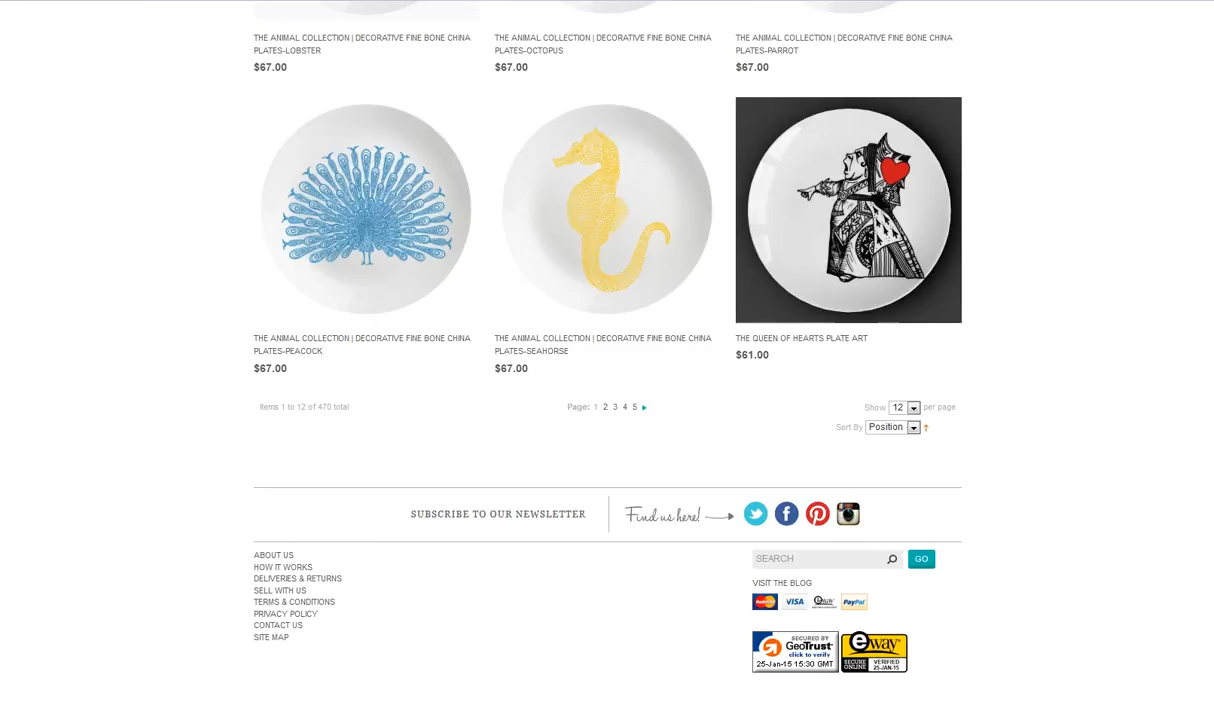 THE ANIMAL COLLECTION | DECORATIVE FINE BONE CHINA
PLATES-LOBSTER
$67.00
THE ANIMAL COLLECTION | DECORATIVE FINE BONE CHINA
PLATES-OCTOPUS
$67.00
THE ANIMAL COLLECTION | DECORATIVE FINE BONE CHINA
PLATES-PARROT
$67.00
THE ANIMAL COLLECTION | DECORATIVE FINE BONE CHINA
PLATES-PEACOCK
$67.00
THE ANIMAL COLLECTION | DECORATIVE FINE BONE CHINA
PLATES-SEAHORSE
$67.00
THE QUEEN OF HEARTS PLATE ART
$61.00
Items 1 to 12 of 470 total
Page: 1 2 3 4 5
Show 12 per page
Sort By Position
SUBSCRIBE TO OUR NEWSLETTER
Find us here!
ABOUT US
HOW IT WORKS
DELIVERIES & RETURNS
SELL WITH US
TERMS & CONDITIONS
PRIVACY POLICY
CONTACT US
SITE MAP
SEARCH
GO
VISIT THE BLOG
MasterCard
VISA
eway
PayPal
SECURED BY
GeoTrust
click to verify
25-Jan-15 15:30 GMT
eway
SECURE
ONLINE
VERIFIED
25-JAN-15